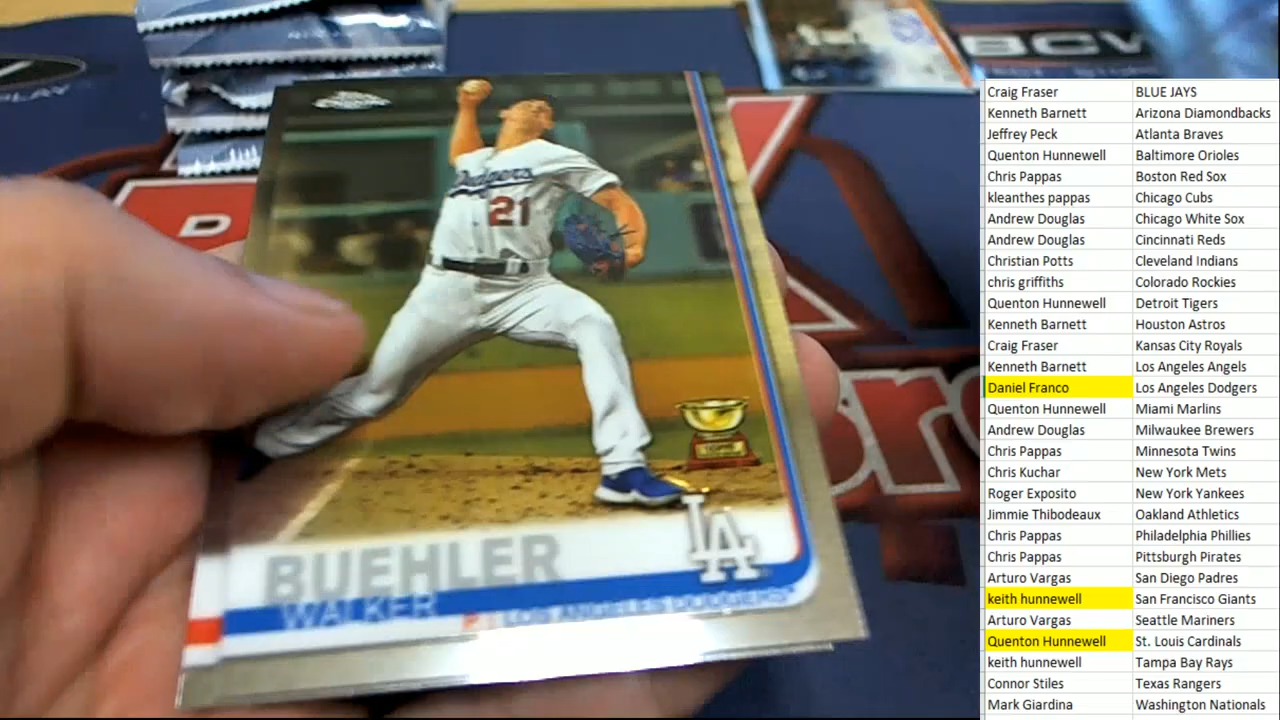 BCW
PLAY
D
Chrome
Dodgers
21
BUEHLER
WALKER
LA
LOS ANGELES DODGERS
Craig Fraser BLUE JAYS
Kenneth Barnett Arizona Diamondbacks
Jeffrey Peck Atlanta Braves
Quenton Hunnewell Baltimore Orioles
Chris Pappas Boston Red Sox
kleanthes pappas Chicago Cubs
Andrew Douglas Chicago White Sox
Andrew Douglas Cincinnati Reds
Christian Potts Cleveland Indians
chris griffiths Colorado Rockies
Quenton Hunnewell Detroit Tigers
Kenneth Barnett Houston Astros
Craig Fraser Kansas City Royals
Kenneth Barnett Los Angeles Angels
Daniel Franco Los Angeles Dodgers
Quenton Hunnewell Miami Marlins
Andrew Douglas Milwaukee Brewers
Chris Pappas Minnesota Twins
Chris Kuchar New York Mets
Roger Exposito New York Yankees
Jimmie Thibodeaux Oakland Athletics
Chris Pappas Philadelphia Phillies
Chris Pappas Pittsburgh Pirates
Arturo Vargas San Diego Padres
keith hunnewell San Francisco Giants
Arturo Vargas Seattle Mariners
Quenton Hunnewell St. Louis Cardinals
keith hunnewell Tampa Bay Rays
Connor Stiles Texas Rangers
Mark Giardina Washington Nationals